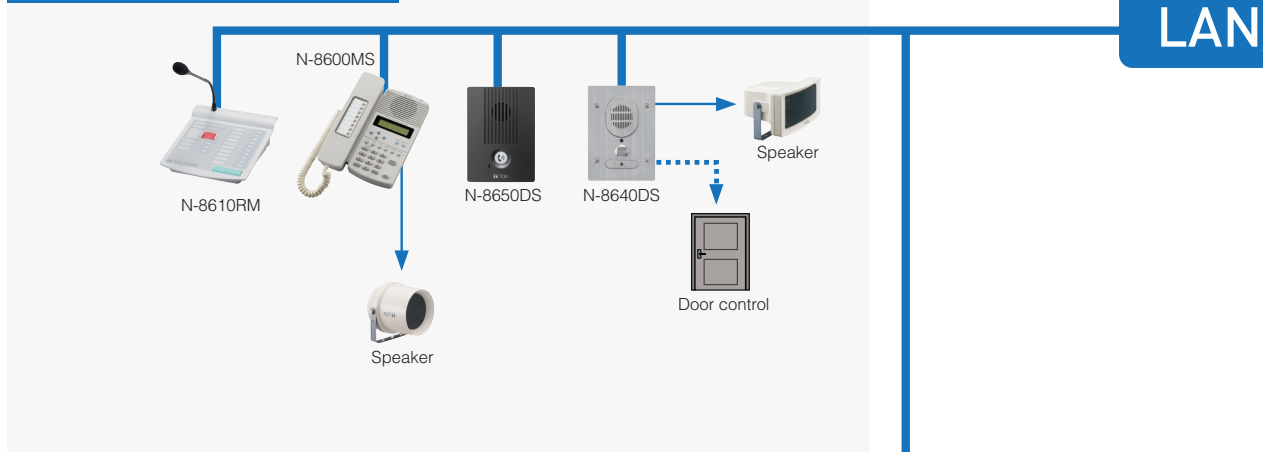 LAN
N-8600MS
Speaker
N-8650DS
N-8640DS
N-8610RM
Door control
Speaker